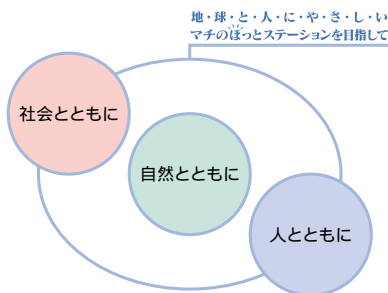 地・球・と・人・に・や・さ・し・い
マチのほっとステーションを目指して
社会とともに
自然とともに
人とともに